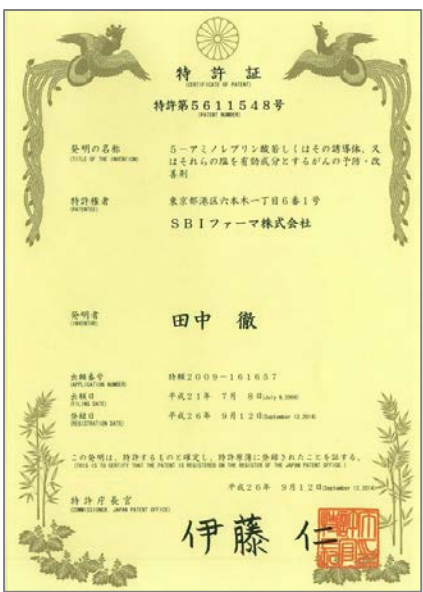 特許証
(CERTIFICATE OF PATENT)
特許第5611548号
(PATENT NUMBER)
発明の名称
(TITLE OF THE INVENTION)
5-アミノレブリン酸若しくはその誘導体、又
はそれらの塩を有効成分とするがんの予防・改
善剤
特許権者
(PATENTEE)
東京都港区六本木一丁目6番1号
SBIファーマ株式会社
発明者
(INVENTOR)
田中 徹
出願番号
(APPLICATION NUMBER)
特願2009-161657
出願日
(FILING DATE)
平成21年 7月 8日(July 8,2009)
登録日
(REGISTRATION DATE)
平成26年 9月12日(September 12,2014)
この発明は、特許するものと確定し、特許原簿に登録されたことを証する。
(THIS IS TO CERTIFY THAT THE PATENT IS REGISTERED ON THE REGISTER OF THE JAPAN PATENT OFFICE.)
平成26年 9月12日(September 12,2014)
特許庁長官
(COMMISSIONER, JAPAN PATENT OFFICE)
伊藤 仁